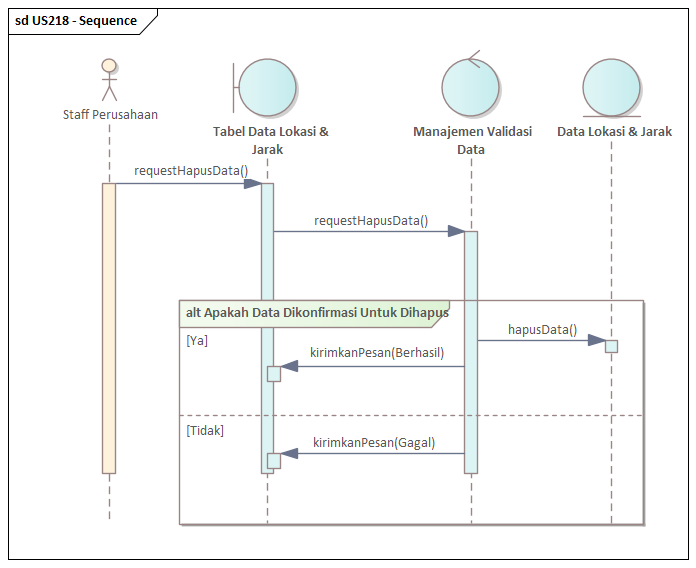 sd US218 - Sequence
Staff Perusahaan
Tabel Data Lokasi &
Jarak
Manajemen Validasi
Data
Data Lokasi & Jarak
requestHapusData()
requestHapusData()
alt Apakah Data Dikonfirmasi Untuk Dihapus
[Ya]
hapusData()
kirimkanPesan(Berhasil)
[Tidak]
kirimkanPesan(Gagal)